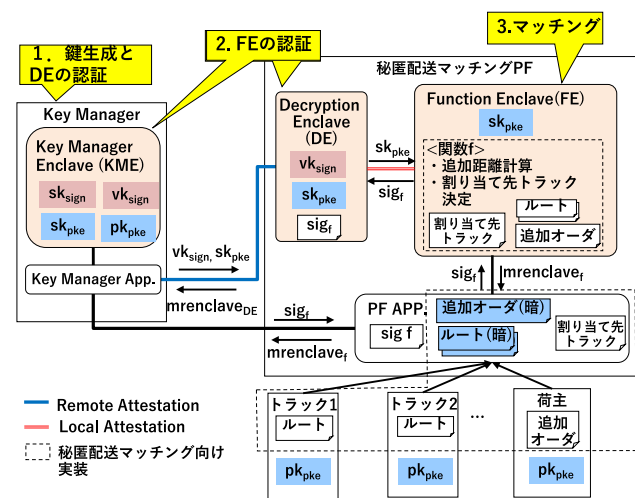 1．鍵生成と
DEの認証
2. FEの認証
3.マッチング
秘匿配送マッチングPF
Key Manager
Key Manager
Enclave (KME)
sksign
vksign
skpke
pkpke
Key Manager App.
Decryption
Enclave
(DE)
vksign
skpke
sigf
skpke
sigf
Function Enclave(FE)
skpke
<関数f>
・追加距離計算
・割り当て先トラック
決定
ルート
割り当て先
トラック
追加オーダ
vksign, skpke
mrenclaveDE
sigf
mrenclavef
sigf
mrenclavef
PF APP.
sig f
追加オーダ(暗)
ルート(暗)
割り当て先
トラック
Remote Attestation
Local Attestation
秘匿配送マッチング向け
実装
トラック1
ルート
pkpke
トラック2
ルート
pkpke
…
荷主
追加
オーダ
pkpke